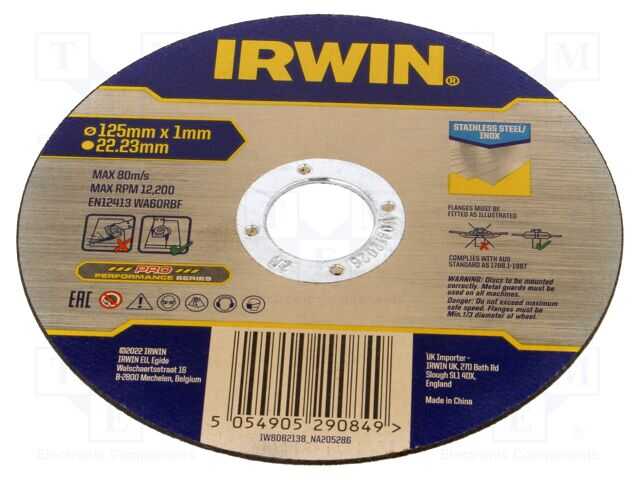 IRWIN®
ø 125mm x 1mm
22.23mm
MAX 80m/s
MAX RPM 12,200
EN12413 WA60RBF
PRO
PERFORMANCE SERIES
EAC
©2022 IRWIN
IRWIN EU, Egide
Walschaertsstraat 16
B-2800 Mechelen, Belgium
STAINLESS STEEL/
INOX
FLANGES MUST BE
FITTED AS ILLUSTRATED
COMPLIES WITH AUS
STANDARD AS 1788.1-1987
WARNING: Discs to be mounted
correctly. Metal guards must be
used on all machines.
Danger: Do not exceed maximum
safe speed. Flanges must be
Min.1/3 diameter of wheel.
UK Importer -
IRWIN UK, 270 Bath Rd
Slough SL1 4DX,
England
Made in China
5 054905 290849 >
IW8082138_NA205286
Electronic Components